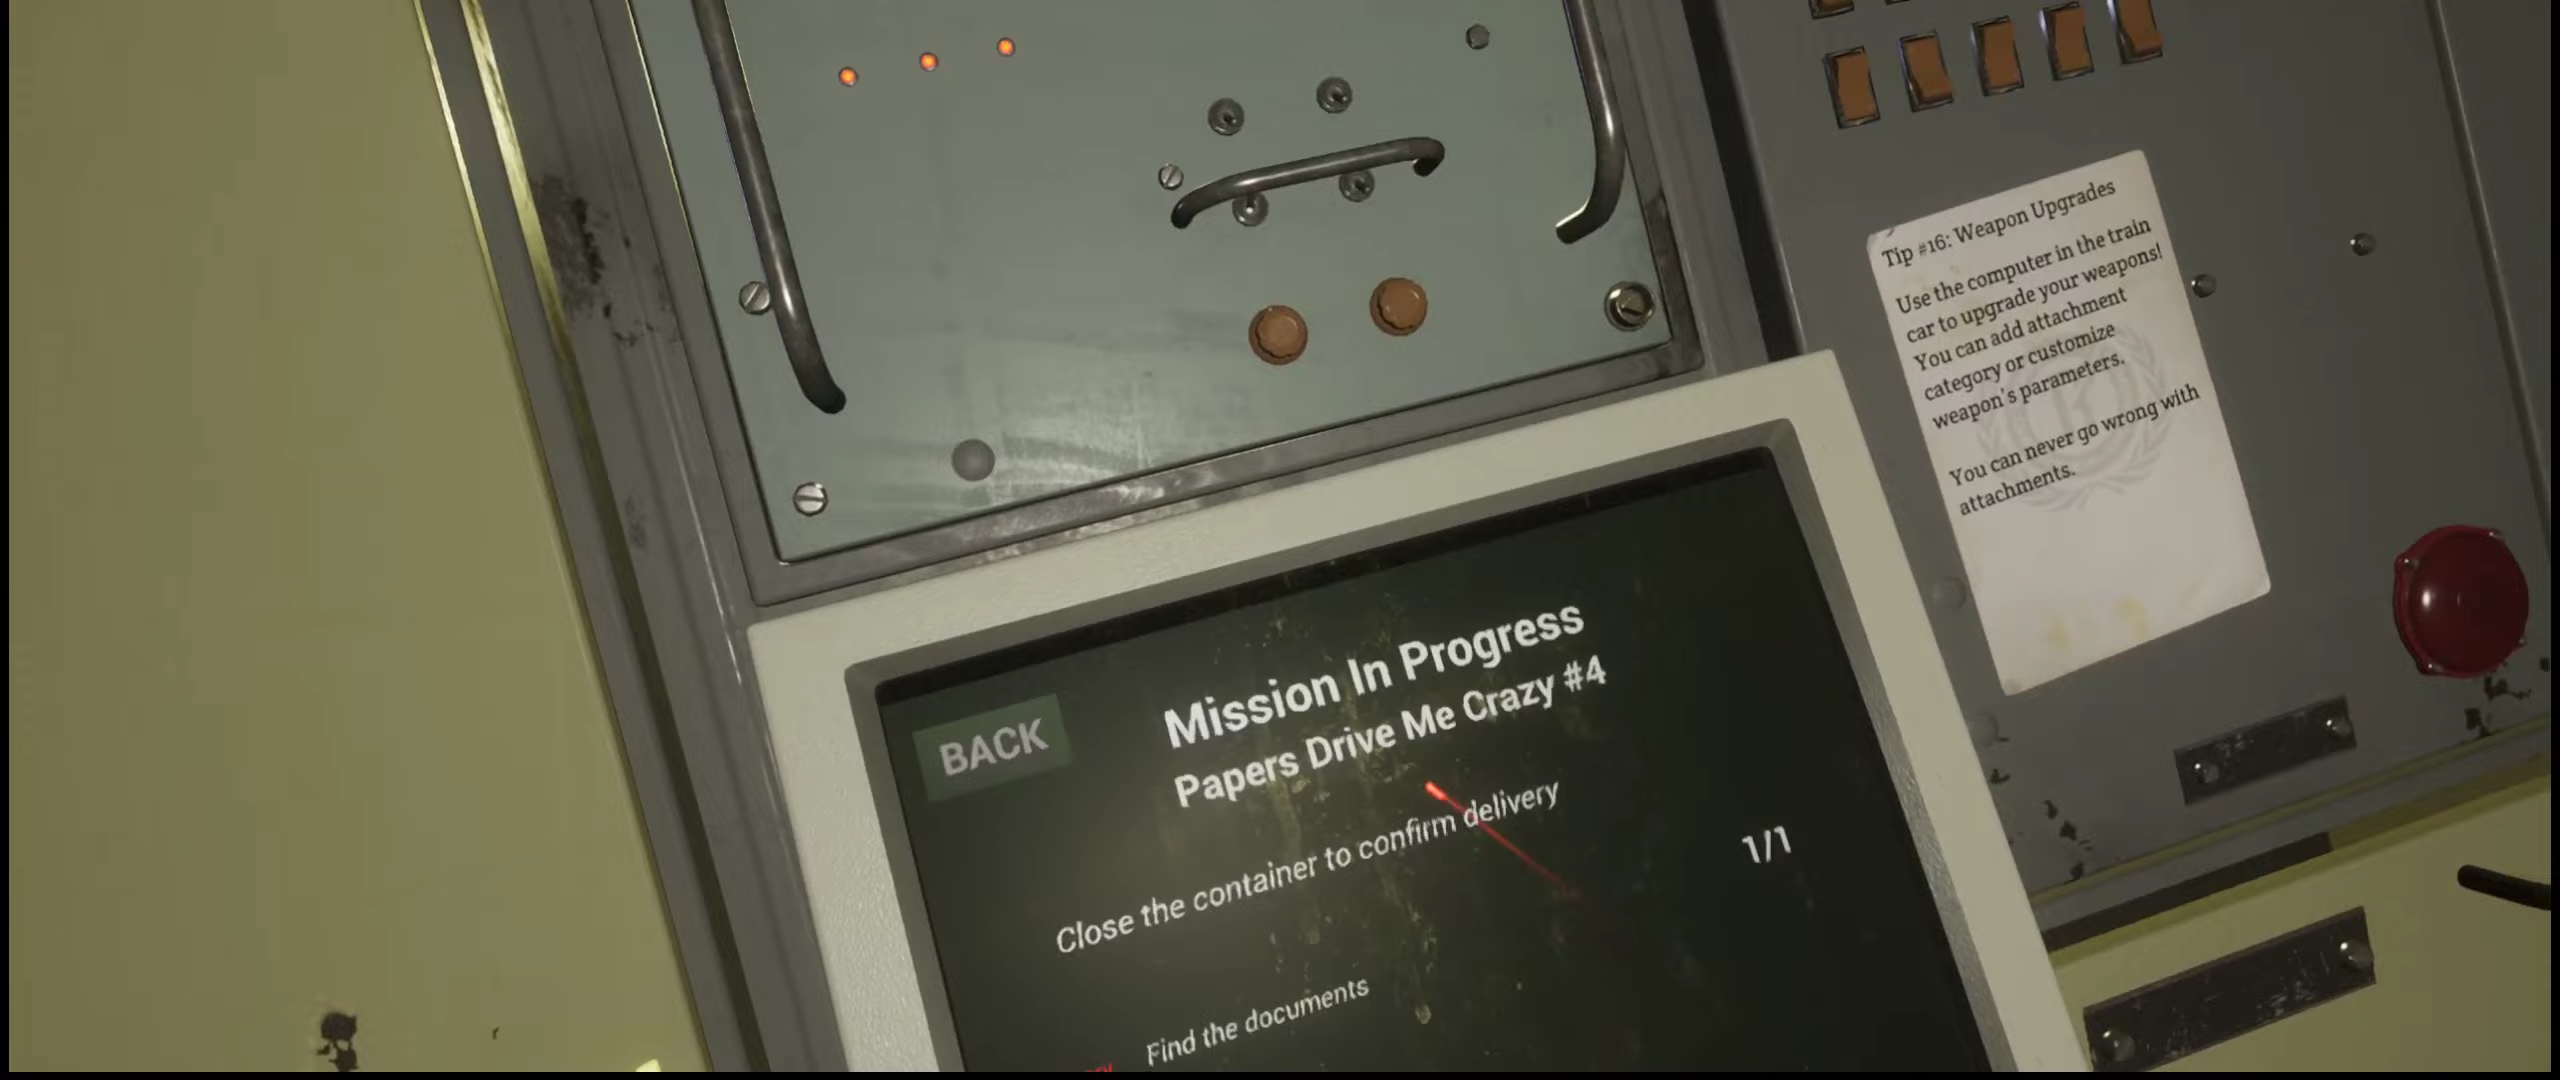 Tip #16: Weapon Upgrades
Use the computer in the train
car to upgrade your weapons!
You can add attachment
category or customize
weapon's parameters.
You can never go wrong with
attachments.
BACK
Mission In Progress
Papers Drive Me Crazy #4
Close the container to confirm delivery
1/1
Find the documents